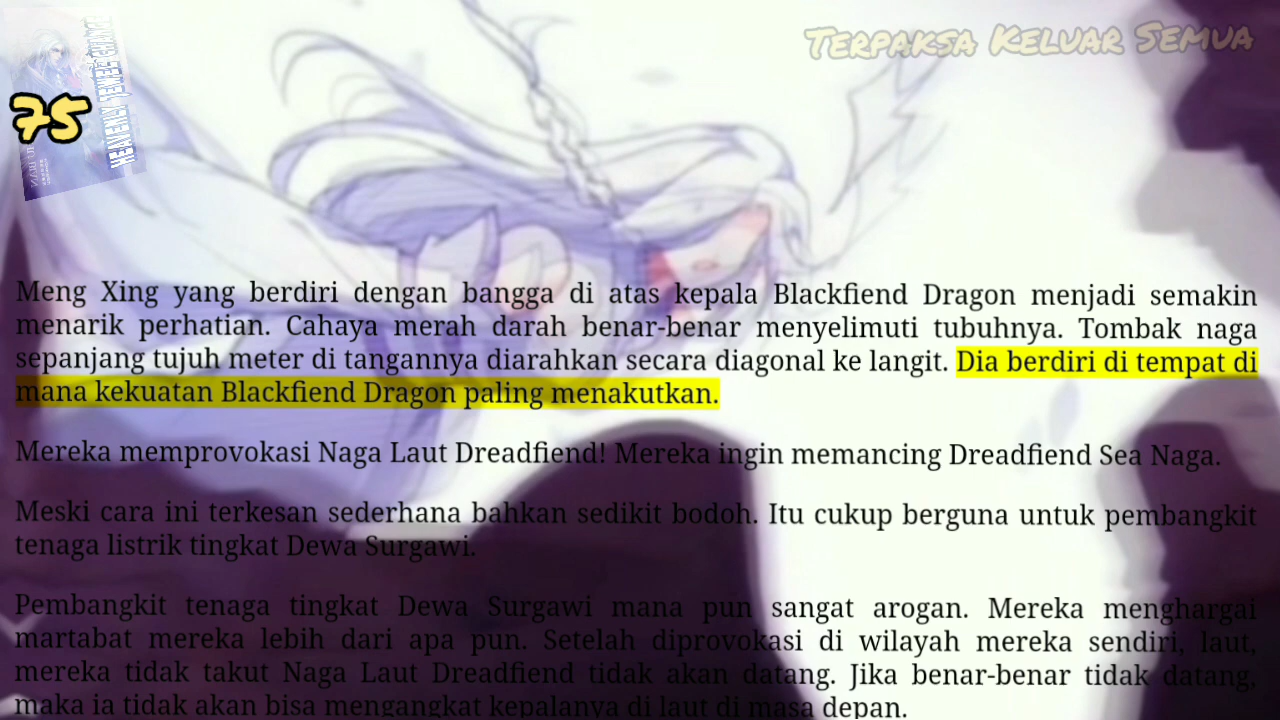 Terpaksa Keluar Semua
75
HEAVENLY JEWEL CHANGE
Meng Xing yang berdiri dengan bangga di atas kepala Blackfiend Dragon menjadi semakin
menarik perhatian. Cahaya merah darah benar-benar menyelimuti tubuhnya. Tombak naga
sepanjang tujuh meter di tangannya diarahkan secara diagonal ke langit. Dia berdiri di tempat di
mana kekuatan Blackfiend Dragon paling menakutkan.
Mereka memprovokasi Naga Laut Dreadfiend! Mereka ingin memancing Dreadfiend Sea Naga.
Meski cara ini terkesan sederhana bahkan sedikit bodoh. Itu cukup berguna untuk pembangkit
tenaga listrik tingkat Dewa Surgawi.
Pembangkit tenaga tingkat Dewa Surgawi mana pun sangat arogan. Mereka menghargai
martabat mereka lebih dari apa pun. Setelah diprovokasi di wilayah mereka sendiri, laut,
mereka tidak takut Naga Laut Dreadfiend tidak akan datang. Jika benar-benar tidak datang,
maka ia tidak akan bisa mengangkat kepalanya di laut di masa depan.